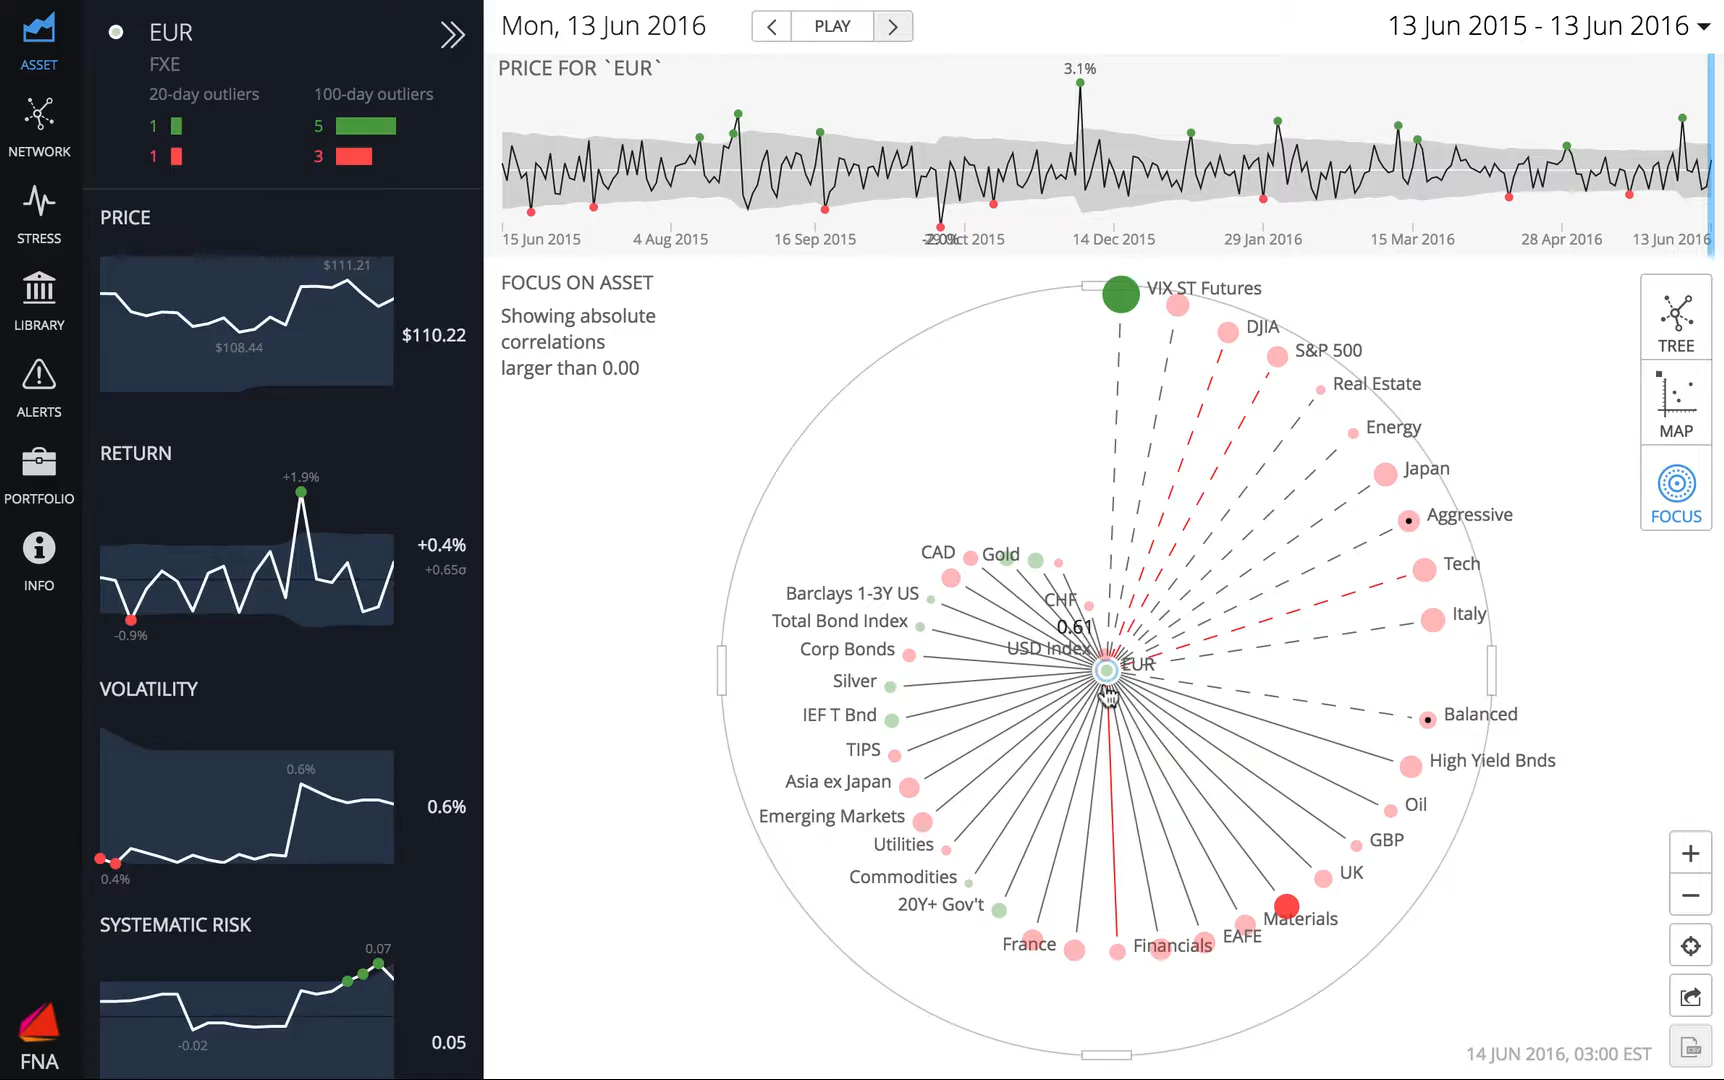 ASSET
NETWORK
STRESS
LIBRARY
ALERTS
PORTFOLIO
INFO
FNA
EUR
FXE
20-day outliers
100-day outliers
1
5
1
3
PRICE
$111.21
$110.22
$108.44
RETURN
+1.9%
+0.4%
+0.65σ
-0.9%
VOLATILITY
0.6%
0.6%
0.4%
SYSTEMATIC RISK
0.07
-0.02
0.05
Mon, 13 Jun 2016
PLAY
13 Jun 2015 - 13 Jun 2016
PRICE FOR `EUR`
3.1%
15 Jun 2015
4 Aug 2015
16 Sep 2015
Oct 2015
14 Dec 2015
29 Jan 2016
15 Mar 2016
28 Apr 2016
13 Jun 2016
FOCUS ON ASSET
Showing absolute
correlations
larger than 0.00
VIX ST Futures
DJIA
S&P 500
Real Estate
Energy
Japan
Aggressive
Tech
Italy
Balanced
High Yield Bnds
Oil
GBP
UK
Materials
EAFE
Financials
France
20Y+ Gov't
Commodities
Utilities
Emerging Markets
Asia ex Japan
TIPS
IEF T Bnd
Silver
Corp Bonds
Total Bond Index
Barclays 1-3Y US
CAD
Gold
CHF
0.61
USD Index
EUR
TREE
MAP
FOCUS
+
−
CSV
14 JUN 2016, 03:00 EST